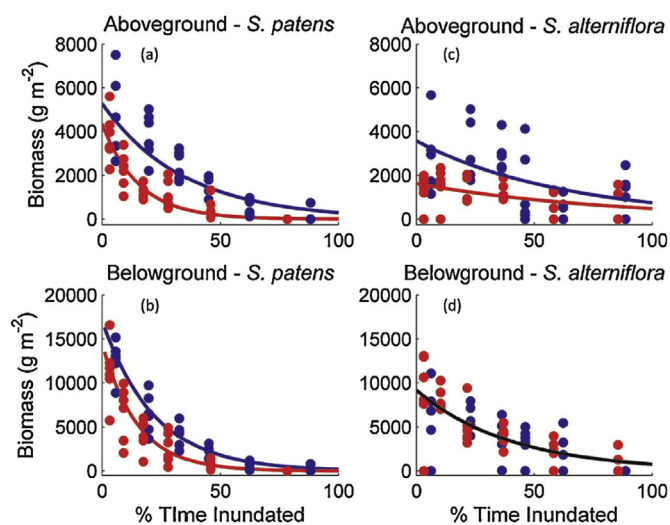 Aboveground - S. patens
Aboveground - S. alterniflora
8000
6000
4000
2000
0
Biomass (g m-2)
(a)
0
50
100
8000
6000
4000
2000
0
(c)
0
50
100
Belowground - S. patens
Belowground - S. alterniflora
20000
15000
10000
5000
0
Biomass (g m-2)
(b)
0
50
100
% TIme Inundated
20000
15000
10000
5000
0
(d)
0
50
100
% Time Inundated